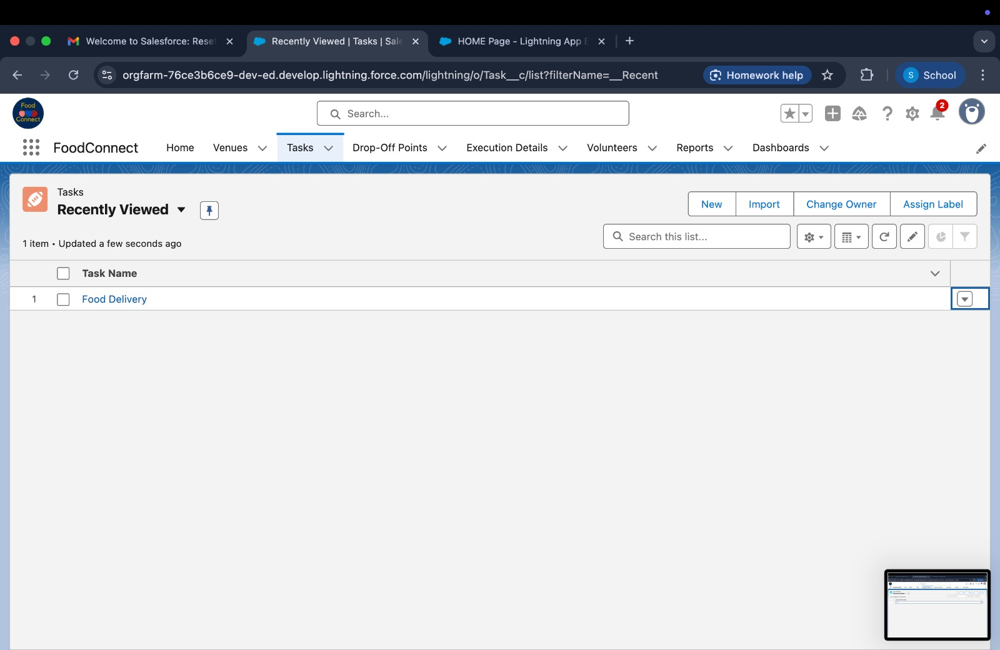 Welcome to Salesforce: Rese
Recently Viewed | Tasks | Sale
HOME Page - Lightning App
orgfarm-76ce3b6ce9-dev-ed.develop.lightning.force.com/lightning/o/Task__c/list?filterName=__Recent
Homework help
S
School
Food
Connect
Search...
2
FoodConnect
Home
Venues
Tasks
Drop-Off Points
Execution Details
Volunteers
Reports
Dashboards
Tasks
Recently Viewed
New
Import
Change Owner
Assign Label
1 item • Updated a few seconds ago
Search this list...
Task Name
1
Food Delivery